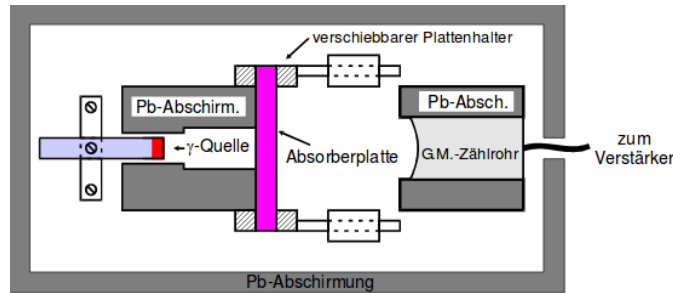 verschiebbarer Plattenhalter
Pb-Abschirm.
Pb-Absch.
γ-Quelle
Absorberplatte
G.M.-Zählrohr
zum
Verstärker
Pb-Abschirmung